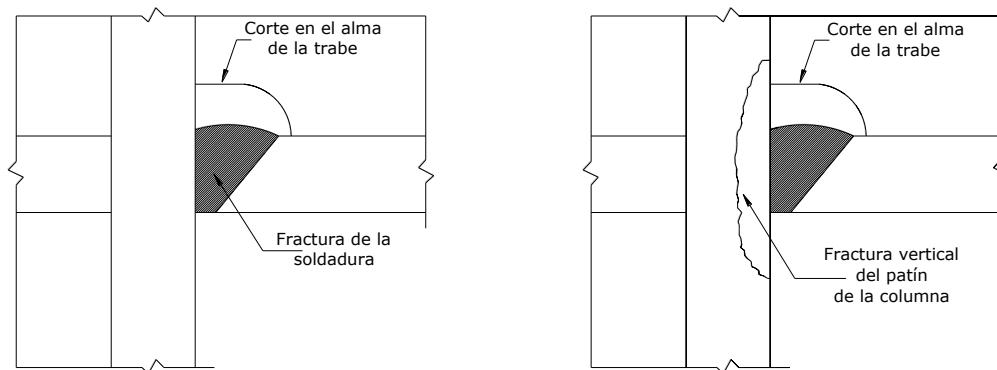 Corte en el alma
de la trabe
Fractura de la
soldadura
Corte en el alma
de la trabe
Fractura vertical
del patín
de la columna